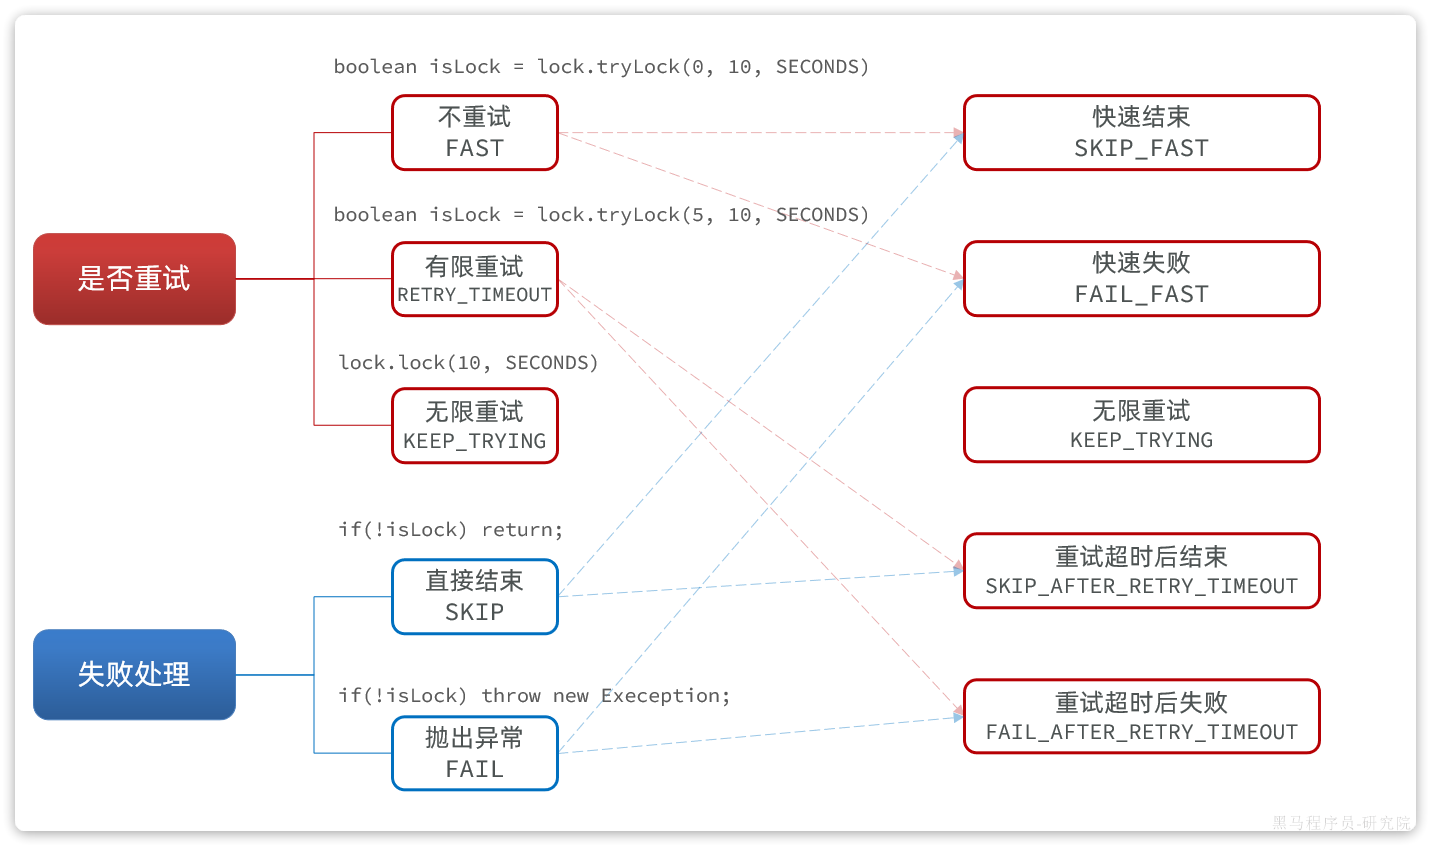 boolean isLock = lock.tryLock(0, 10, SECONDS)
不重试
FAST
快速结束
SKIP_FAST
boolean isLock = lock.tryLock(5, 10, SECONDS)
是否重试
有限重试
RETRY_TIMEOUT
快速失败
FAIL_FAST
lock.lock(10, SECONDS)
无限重试
KEEP_TRYING
无限重试
KEEP_TRYING
if(!isLock) return;
直接结束
SKIP
重试超时后结束
SKIP_AFTER_RETRY_TIMEOUT
失败处理
if(!isLock) throw new Exeception;
抛出异常
FAIL
重试超时后失败
FAIL_AFTER_RETRY_TIMEOUT
黑马程序员-研究院